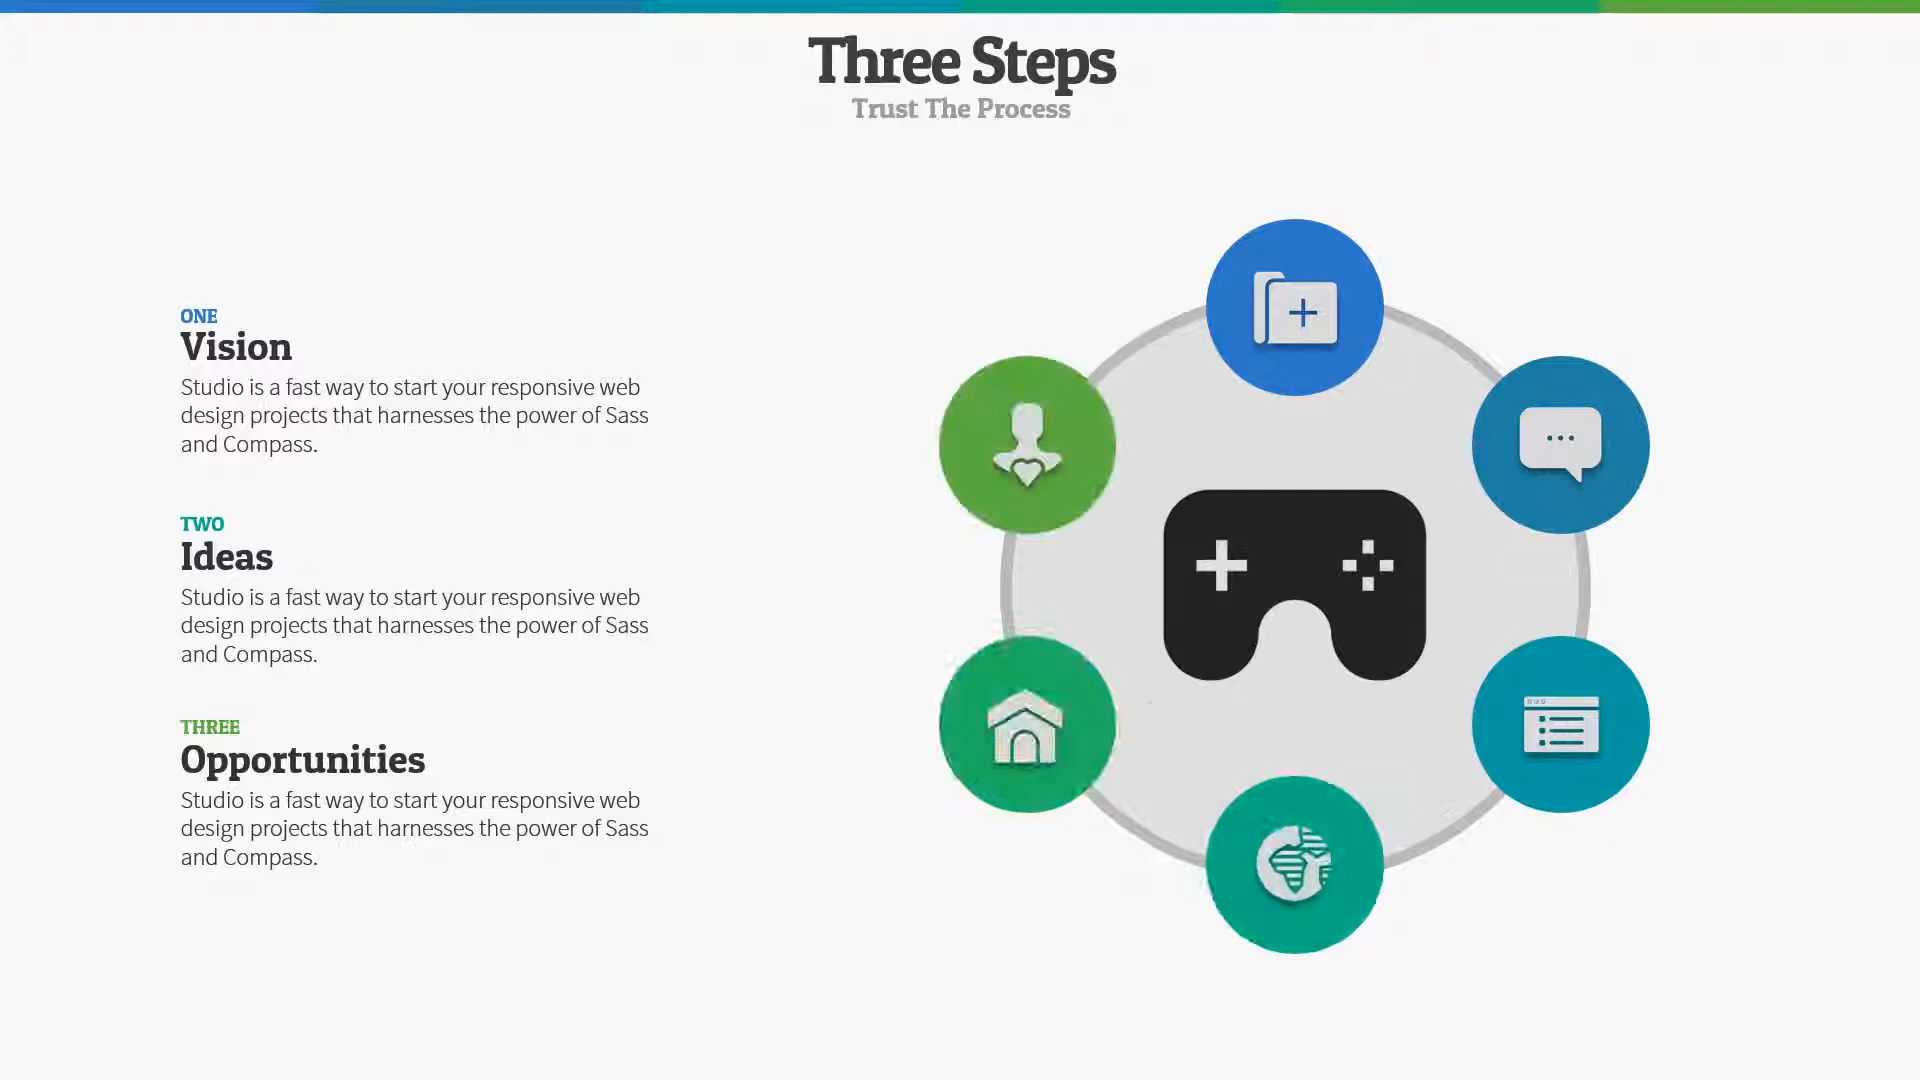 Three Steps
Trust The Process
ONE
Vision
Studio is a fast way to start your responsive web
design projects that harnesses the power of Sass
and Compass.
TWO
Ideas
Studio is a fast way to start your responsive web
design projects that harnesses the power of Sass
and Compass.
THREE
Opportunities
Studio is a fast way to start your responsive web
design projects that harnesses the power of Sass
and Compass.